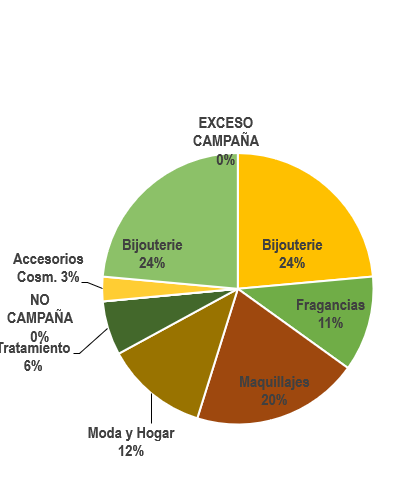 EXCESO
CAMPAÑA
0%
Bijouterie
24%
Bijouterie
24%
Accesorios
Cosm. 3%
NO
CAMPAÑA
0%
Fragancias
11%
Tratamiento
6%
Maquillajes
20%
Moda y Hogar
12%